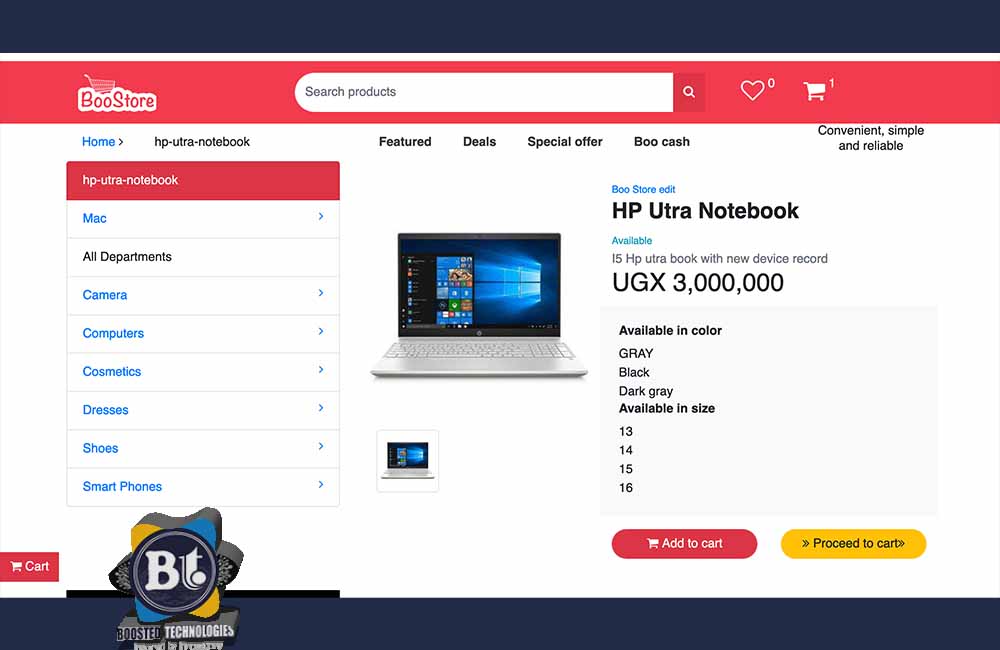 BooStore
Search products
0
1
Home >
hp-utra-notebook
Featured
Deals
Special offer
Boo cash
Convenient, simple
and reliable
hp-utra-notebook
Mac
All Departments
Camera
Computers
Cosmetics
Dresses
Shoes
Smart Phones
Boo Store edit
HP Utra Notebook
Available
I5 Hp utra book with new device record
UGX 3,000,000
Available in color
GRAY
Black
Dark gray
Available in size
13
14
15
16
Add to cart
» Proceed to cart»
Cart
Bt.
BOOSTED TECHNOLOGIES